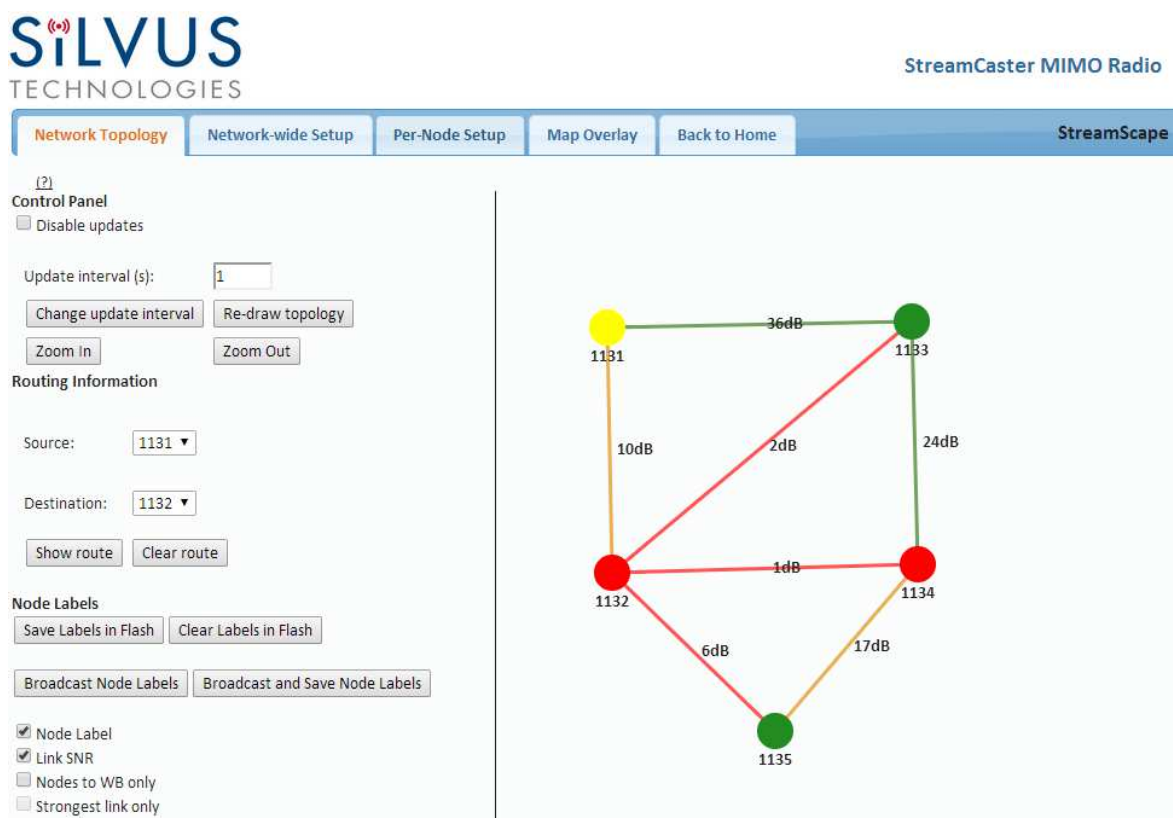 SiLVUS
TECHNOLOGIES
StreamCaster MIMO Radio
Network Topology
Network-wide Setup
Per-Node Setup
Map Overlay
Back to Home
StreamScape
(?)
Control Panel
Disable updates
Update interval (s): 1
Change update interval
Re-draw topology
Zoom In
Zoom Out
Routing Information
Source: 1131
Destination: 1132
Show route
Clear route
Node Labels
Save Labels in Flash
Clear Labels in Flash
Broadcast Node Labels
Broadcast and Save Node Labels
Node Label
Link SNR
Nodes to WB only
Strongest link only
36dB
1131
1133
10dB
2dB
24dB
1dB
1132
1134
6dB
17dB
1135